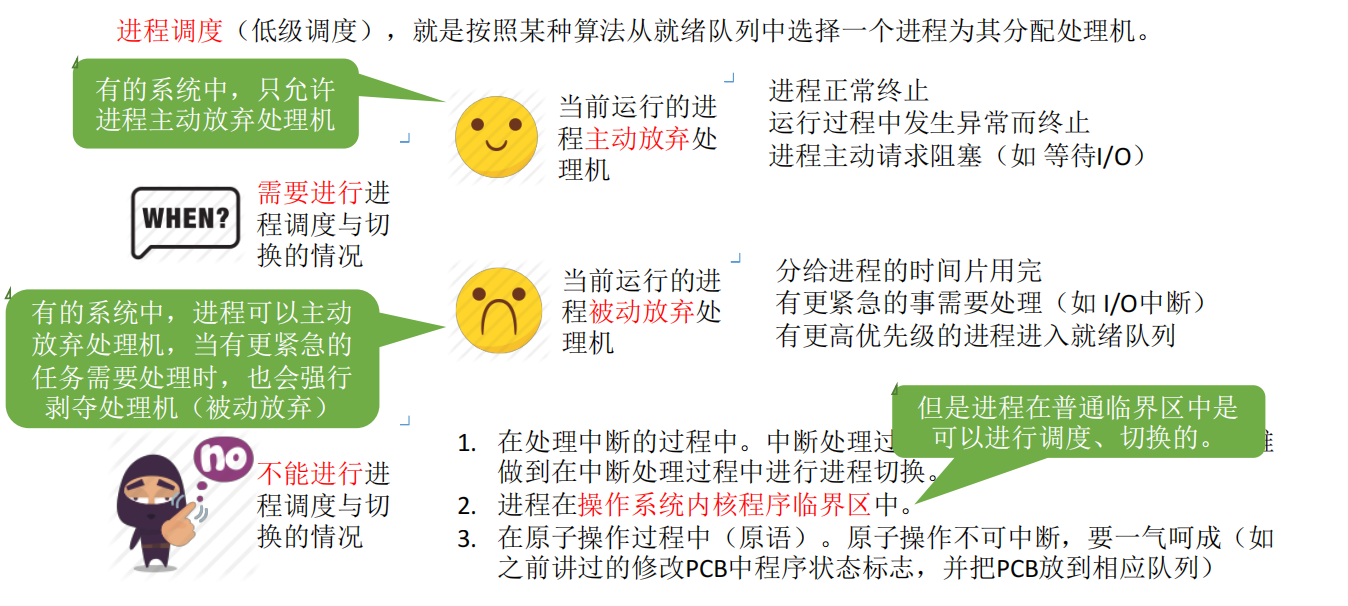 进程调度（低级调度），就是按照某种算法从就绪队列中选择一个进程为其分配处理机。
有的系统中，只允许
进程主动放弃处理机
当前运行的进
程主动放弃处
理机
进程正常终止
运行过程中发生异常而终止
进程主动请求阻塞（如 等待I/O）
WHEN?
需要进行进
程调度与切
换的情况
有的系统中，进程可以主动
放弃处理机，当有更紧急的
任务需要处理时，也会强行
剥夺处理机（被动放弃）
当前运行的进
程被动放弃处
理机
分给进程的时间片用完
有更紧急的事需要处理（如 I/O中断）
有更高优先级的进程进入就绪队列
no
不能进行进
程调度与切
换的情况
但是进程在普通临界区中是
可以进行调度、切换的。
1. 在处理中断的过程中。中断处理过
做到在中断处理过程中进行进程切换。
2. 进程在操作系统内核程序临界区中。
3. 在原子操作过程中（原语）。原子操作不可中断，要一气呵成（如
之前讲过的修改PCB中程序状态标志，并把PCB放到相应队列）